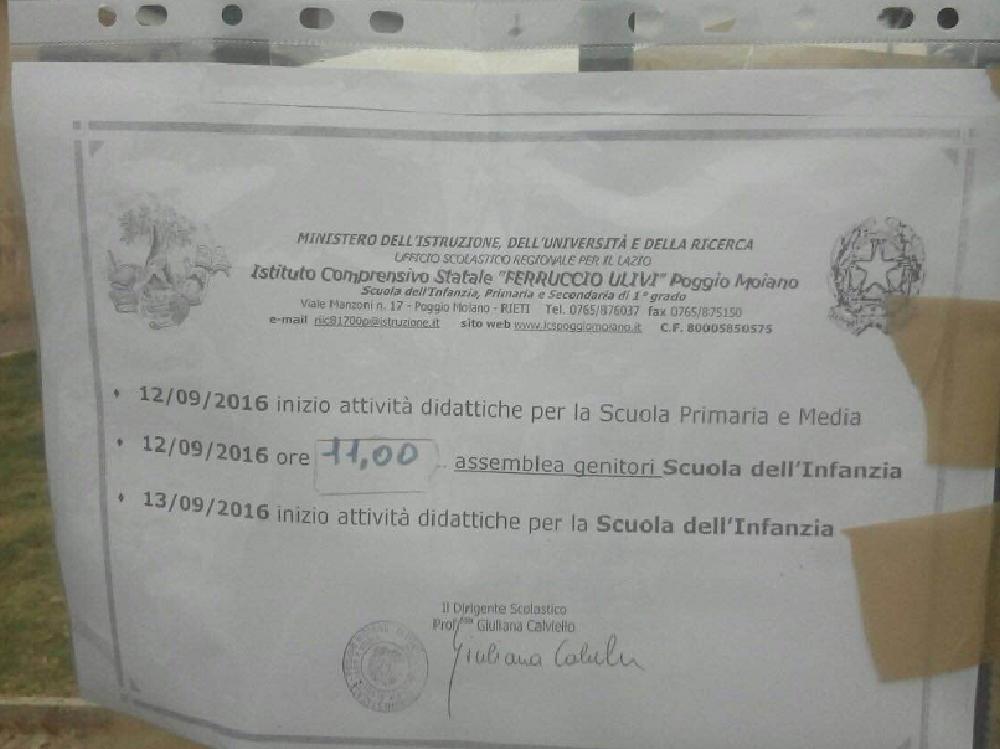 MINISTERO DELL'ISTRUZIONE, DELL'UNIVERSITÀ E DELLA RICERCA
UFFICIO SCOLASTICO REGIONALE PER IL LAZIO
Istituto Comprensivo Statale "FERRUCCIO ULIVI" Poggio Moiano
Scuola dell'Infanzia, Primaria e Secondaria di 1° grado
Viale Manzoni n. 17 - Poggio Moiano - RIETI Tel. 0765/876037 fax 0765/875150
e-mail riic81700p@istruzione.it sito web www.icspoggiomoiano.it C.F. 80005850575
• 12/09/2016 inizio attività didattiche per la Scuola Primaria e Media
• 12/09/2016 ore 11,00 assemblea genitori Scuola dell'Infanzia
• 13/09/2016 inizio attività didattiche per la Scuola dell'Infanzia
Il Dirigente Scolastico
Prof.ssa Giuliana Calviello